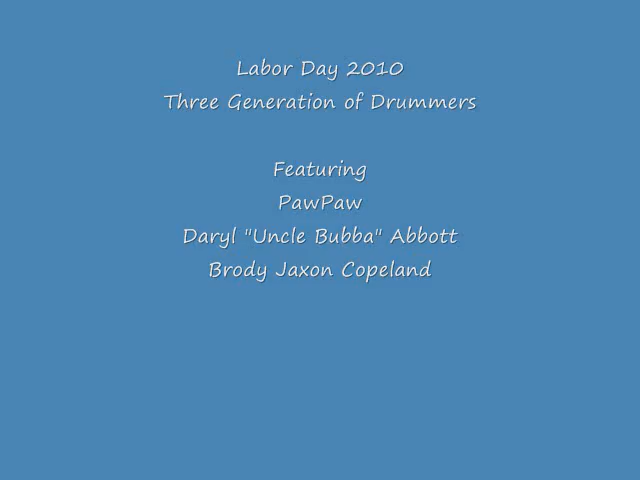 Labor Day 2010
Three Generation of Drummers
Featuring
PawPaw
Daryl "Uncle Bubba" Abbott
Brody Jaxon Copeland